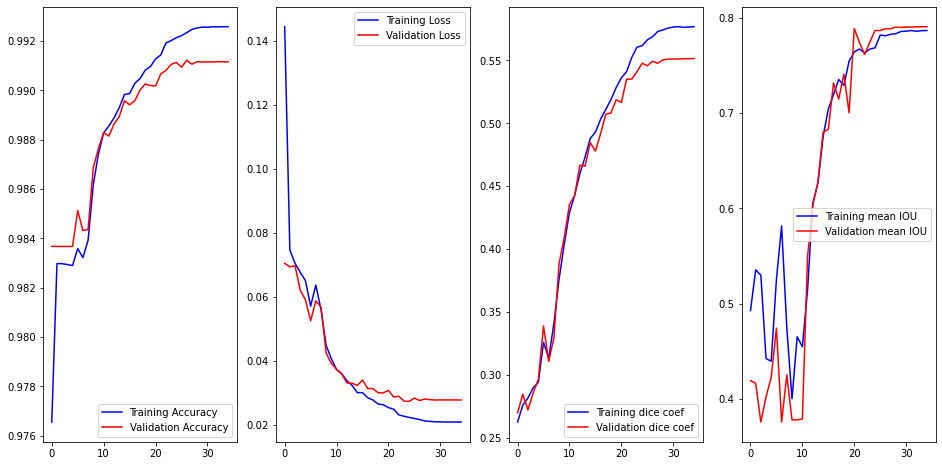 0.992
0.990
0.988
0.986
0.984
0.982
0.980
0.978
0.976
0 10 20 30
Training Accuracy
Validation Accuracy
0.14
0.12
0.10
0.08
0.06
0.04
0.02
0 10 20 30
Training Loss
Validation Loss
0.55
0.50
0.45
0.40
0.35
0.30
0.25
0 10 20 30
Training dice coef
Validation dice coef
0.8
0.7
0.6
0.5
0.4
0 10 20 30
Training mean IOU
Validation mean IOU